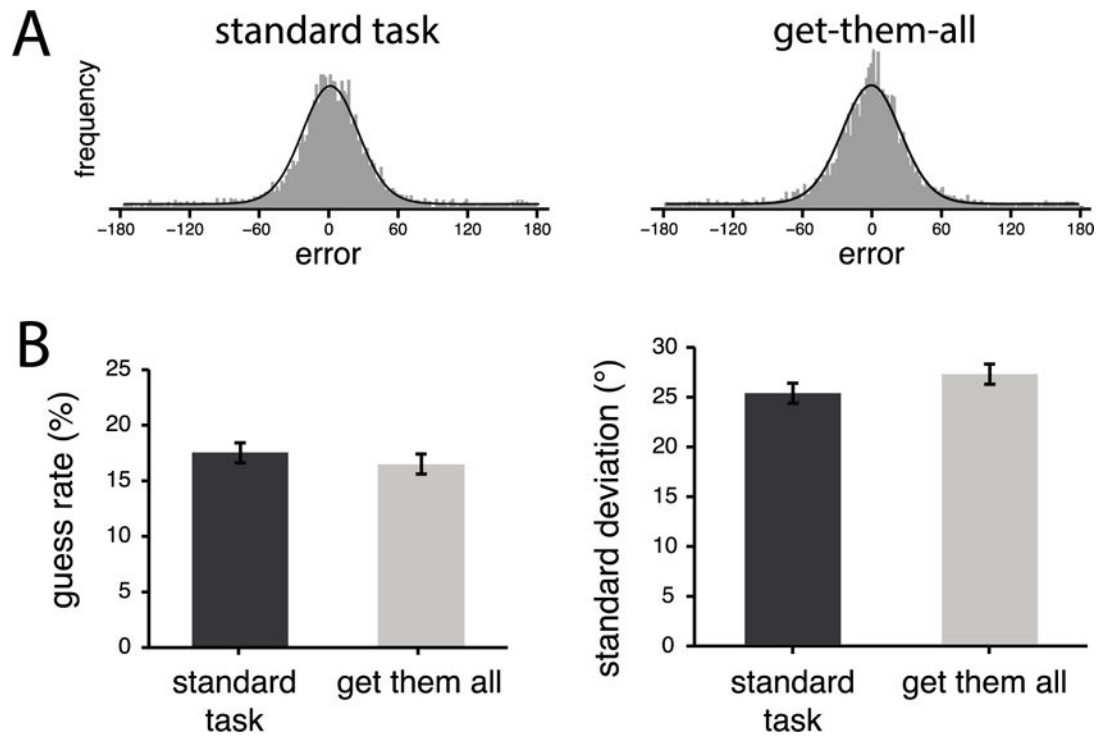 A
standard task
get-them-all
frequency
−180 −120 −60 0 60 120 180
error
−180 −120 −60 0 60 120 180
error
B
guess rate (%)
25
20
15
10
5
0
standard
task
get them all
standard deviation (°)
30
25
20
15
10
5
0
standard
task
get them all